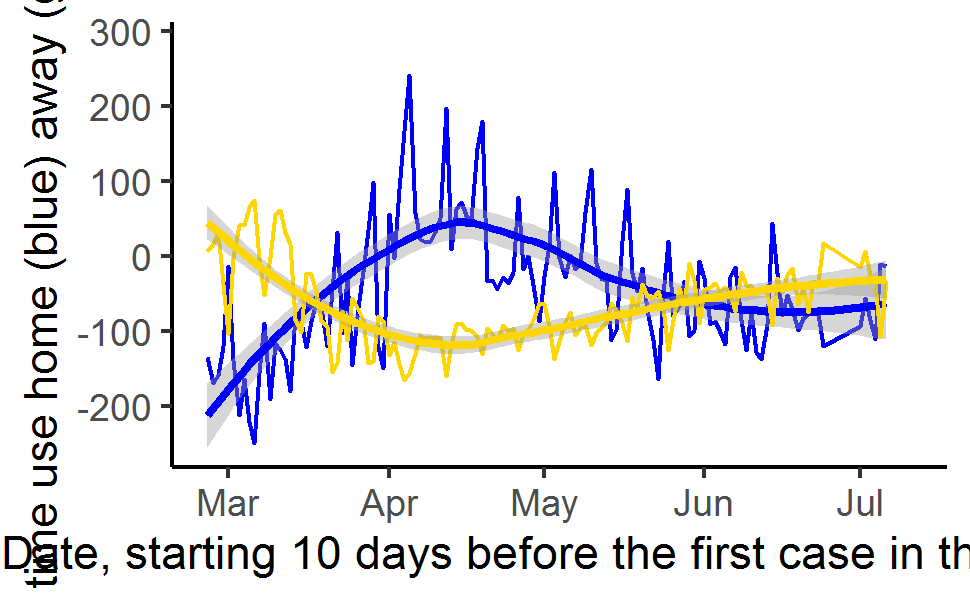 time use home (blue) away (
300
200
100
0
-100
-200
Mar Apr May Jun Jul
Date, starting 10 days before the first case in th